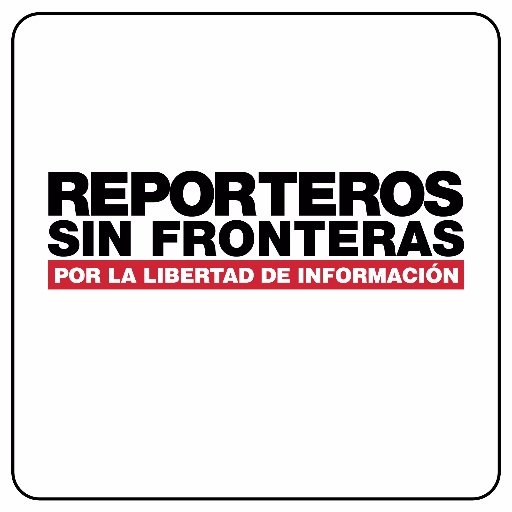 REPORTEROS
SIN FRONTERAS
POR LA LIBERTAD DE INFORMACIÓN